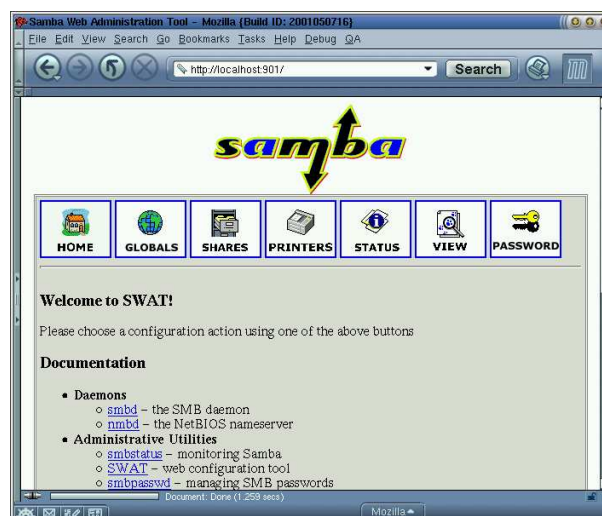 Samba Web Administration Tool - Mozilla {Build ID: 2001050716}
File Edit View Search Go Bookmarks Tasks Help Debug QA
http://localhost:901/ Search
samba
HOME GLOBALS SHARES PRINTERS STATUS VIEW PASSWORD
Welcome to SWAT!
Please choose a configuration action using one of the above buttons
Documentation
• Daemons
○ smbd – the SMB daemon
○ nmbd – the NetBIOS nameserver
• Administrative Utilities
○ smbstatus – monitoring Samba
○ SWAT – web configuration tool
○ smbpasswd – managing SMB passwords
Document: Done (1,259 secs)
Mozilla